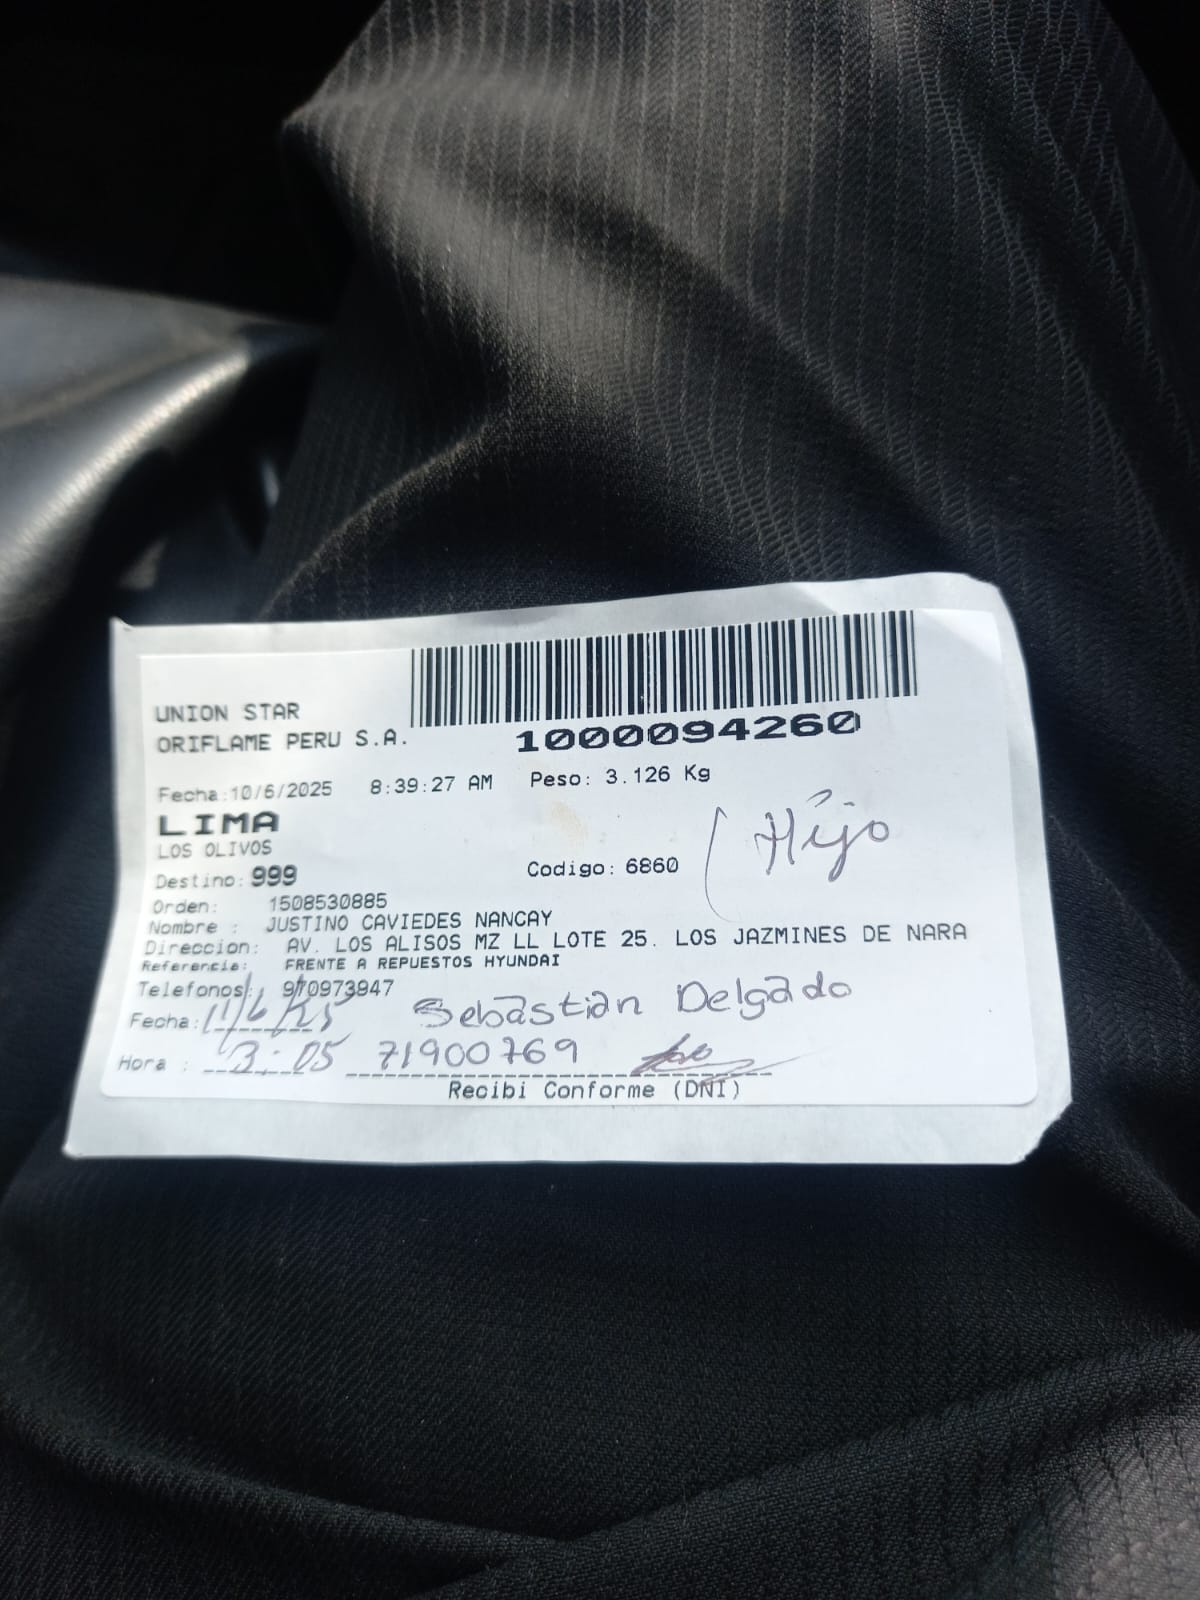 UNION STAR
ORIFLAME PERU S.A.
1000094260
Fecha:10/6/2025 8:39:27 AM Peso: 3.126 Kg
LIMA
LOS OLIVOS
(Hijo
Destino: 999 Codigo: 6860
Orden: 1508530885
Nombre : JUSTINO CAVIEDES NANCAY
Direccion: AV. LOS ALISOS MZ LL LOTE 25. LOS JAZMINES DE NARA
Referencia: FRENTE A REPUESTOS HYUNDAI
Telefonos: 970973947
Fecha: 11/6/25 Sebastian Delgado
Hora : 3:05 71900769
Recibi Conforme (DNI)